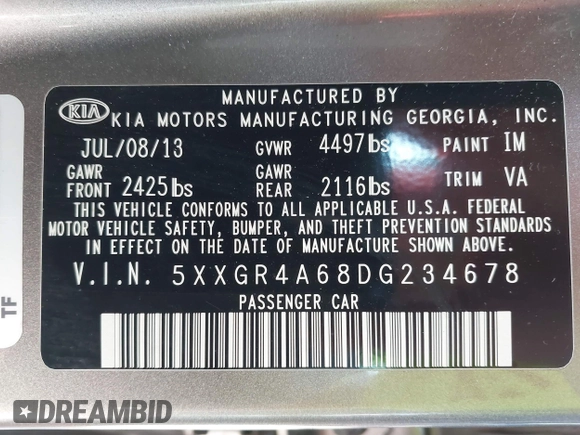 MANUFACTURED BY
KIA KIA MOTORS MANUFACTURING GEORGIA, INC.
JUL/08/13 GVWR 4497lbs PAINT IM
GAWR FRONT 2425lbs GAWR REAR 2116lbs TRIM VA
THIS VEHICLE CONFORMS TO ALL APPLICABLE U.S.A. FEDERAL
MOTOR VEHICLE SAFETY, BUMPER, AND THEFT PREVENTION STANDARDS
IN EFFECT ON THE DATE OF MANUFACTURE SHOWN ABOVE.
V.I.N. 5XXGR4A68DG234678
PASSENGER CAR
TF
DREAMBID